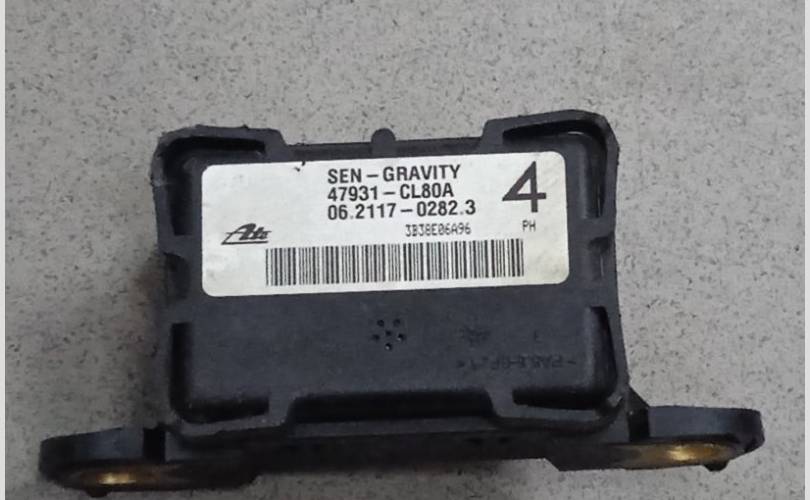 SEN-GRAVITY
47931-CL80A
06.2117-0282.3
4
Ate
3B38E06A96
PH